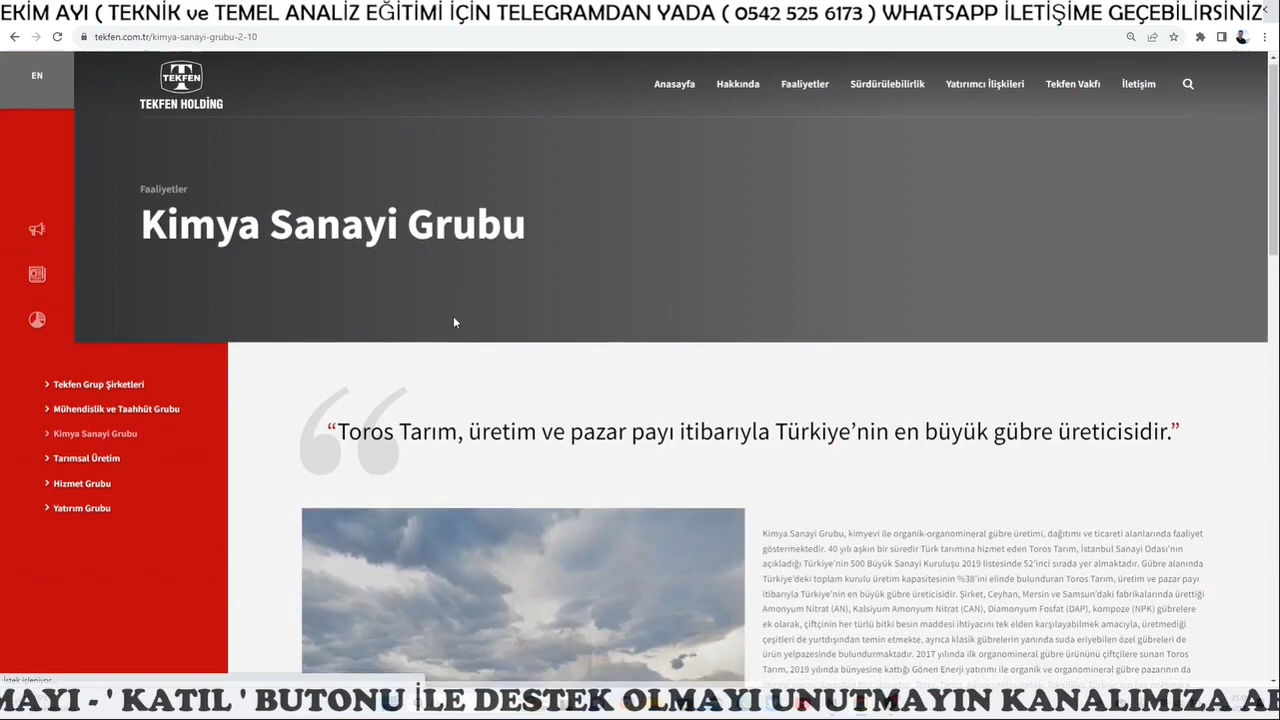 EKİM AYI ( TEKNİK ve TEMEL ANALİZ EĞİTİMİ İÇİN TELEGRAMDAN YADA ( 0542 525 6173 ) WHATSAPP İLETİŞİME GEÇEBİLİRSİNİZ
tekfen.com.tr/kimya-sanayi-grubu-2-10
EN
TEKFEN
TEKFEN HOLDİNG
Anasayfa Hakkında Faaliyetler Sürdürülebilirlik Yatırımcı İlişkileri Tekfen Vakfı İletişim
Faaliyetler
Kimya Sanayi Grubu
Tekfen Grup Şirketleri
Mühendislik ve Taahhüt Grubu
Kimya Sanayi Grubu
Tarımsal Üretim
Hizmet Grubu
Yatırım Grubu
“Toros Tarım, üretim ve pazar payı itibarıyla Türkiye’nin en büyük gübre üreticisidir.”
Kimya Sanayi Grubu, kimyevi ile organik-organomineral gübre üretimi, dağıtımı ve ticareti alanlarında faaliyet
göstermektedir. 40 yılı aşkın bir süredir Türk tarımına hizmet eden Toros Tarım, İstanbul Sanayi Odası’nın
açıkladığı Türkiye’nin 500 Büyük Sanayi Kuruluşu 2019 listesinde 52’inci sırada yer almaktadır. Gübre alanında
Türkiye’deki toplam kurulu üretim kapasitesinin %38’ini elinde bulunduran Toros Tarım, üretim ve pazar payı
itibarıyla Türkiye’nin en büyük gübre üreticisidir. Şirket, Ceyhan, Mersin ve Samsun’daki fabrikalarında ürettiği
Amonyum Nitrat (AN), Kalsiyum Amonyum Nitrat (CAN), Diamonyum Fosfat (DAP), kompoze (NPK) gübrelere
ek olarak, çiftçinin her türlü bitki besin maddesi ihtiyacını tek elden karşılayabilmek amacıyla, üretmediği
çeşitleri de yurtdışından temin etmekte, ayrıca klasik gübrelerin yanında suda eriyebilen özel gübreleri de
ürün yelpazesinde bulundurmaktadır. 2017 yılında ilk organomineral gübre ürününü çiftçilere sunan Toros
Tarım, 2019 yılında bünyesine kattığı Gönen Enerji yatırımı ile organik ve organomineral gübre pazarının da
İstek işleniyor...
MAYI - ' KATIL ' BUTONU İLE DESTEK OLMAYI UNUTMAYIN KANALIMIZA